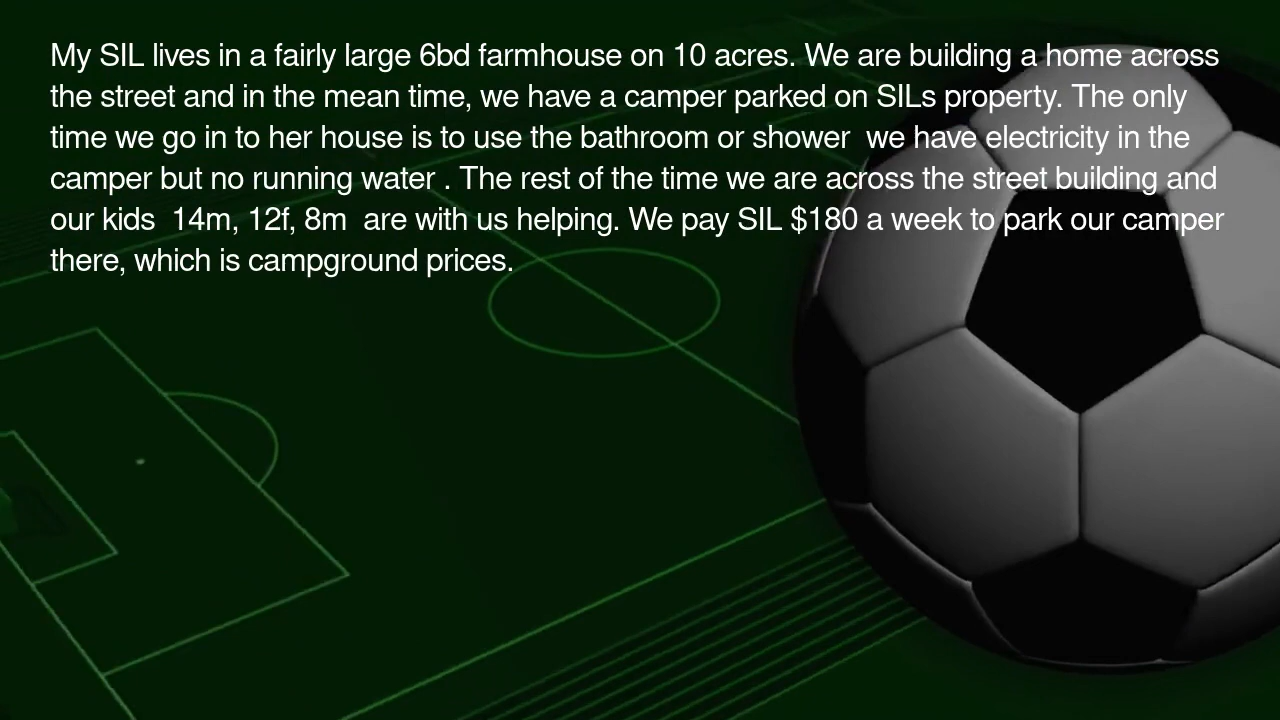 My SIL lives in a fairly large 6bd farmhouse on 10 acres. We are building a home across
the street and in the mean time, we have a camper parked on SILs property. The only
time we go in to her house is to use the bathroom or shower  we have electricity in the
camper but no running water . The rest of the time we are across the street building and
our kids  14m, 12f, 8m  are with us helping. We pay SIL $180 a week to park our camper
there, which is campground prices.